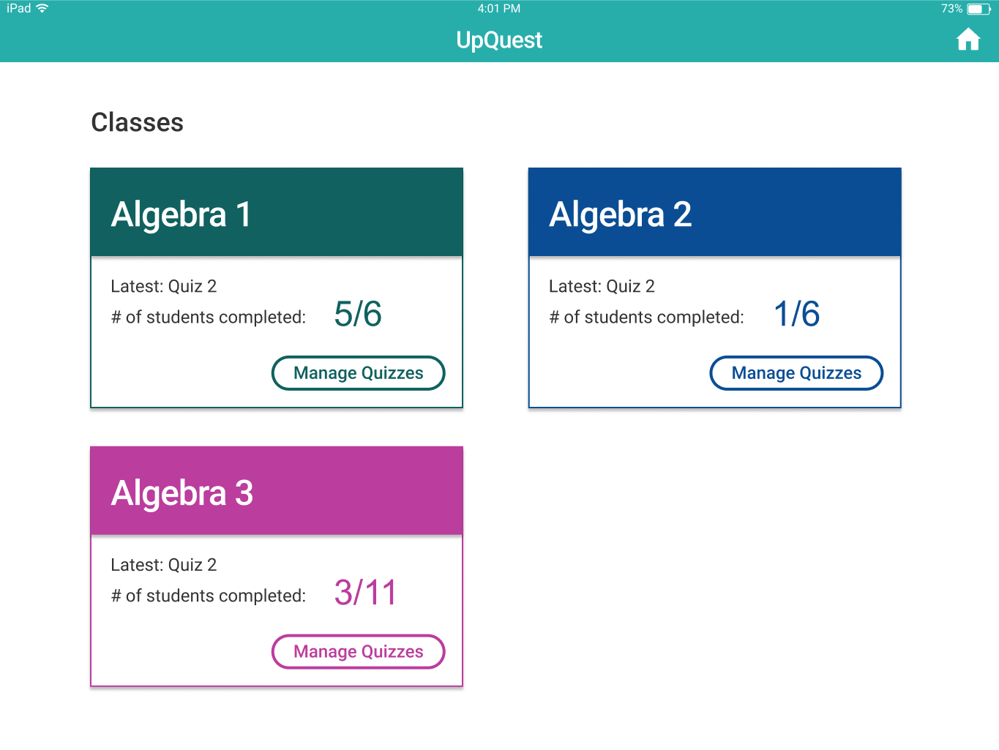 iPad 4:01 PM 73%
UpQuest
Classes
Algebra 1
Latest: Quiz 2
# of students completed: 5/6
Manage Quizzes
Algebra 2
Latest: Quiz 2
# of students completed: 1/6
Manage Quizzes
Algebra 3
Latest: Quiz 2
# of students completed: 3/11
Manage Quizzes